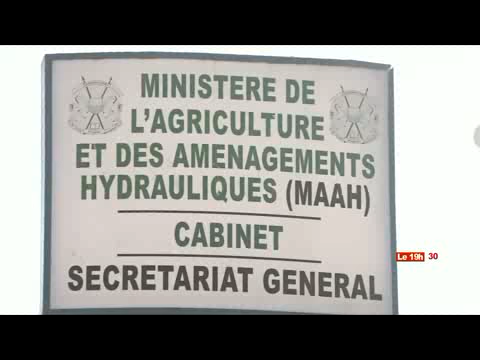 MINISTERE DE
L'AGRICULTURE
ET DES AMENAGEMENTS
HYDRAULIQUES (MAAH)
CABINET
SECRETARIAT GENERAL
Le 19h 30